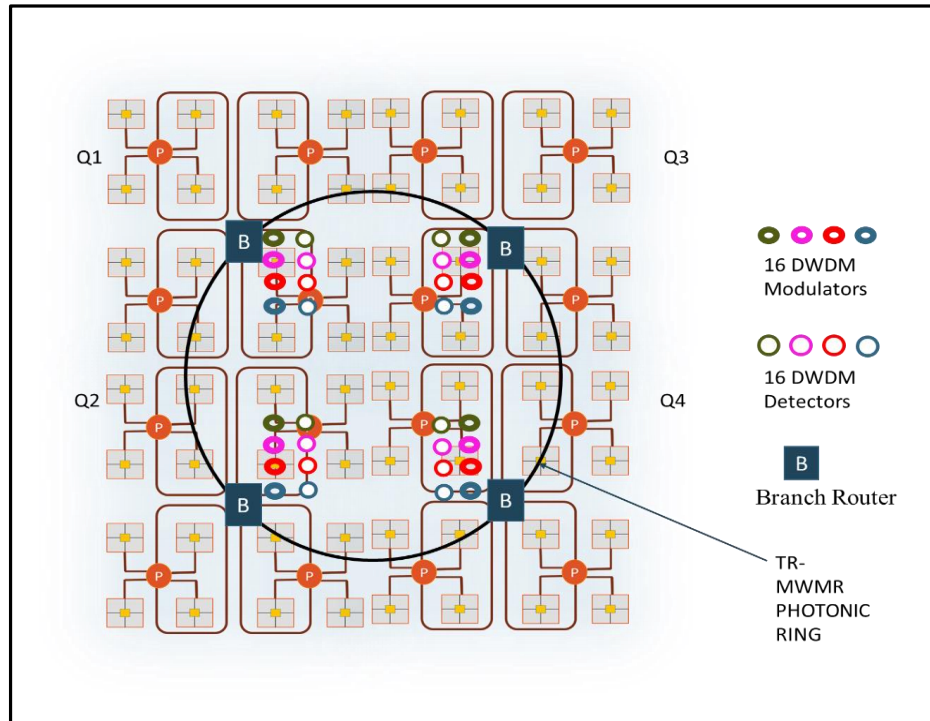 P P P P
Q1
Q3
B B
P P P
16 DWDM
Modulators
16 DWDM
Detectors
Q2
Q4
P P P
B B
B
Branch Router
P P P P
TR-
MWMR
PHOTONIC
RING